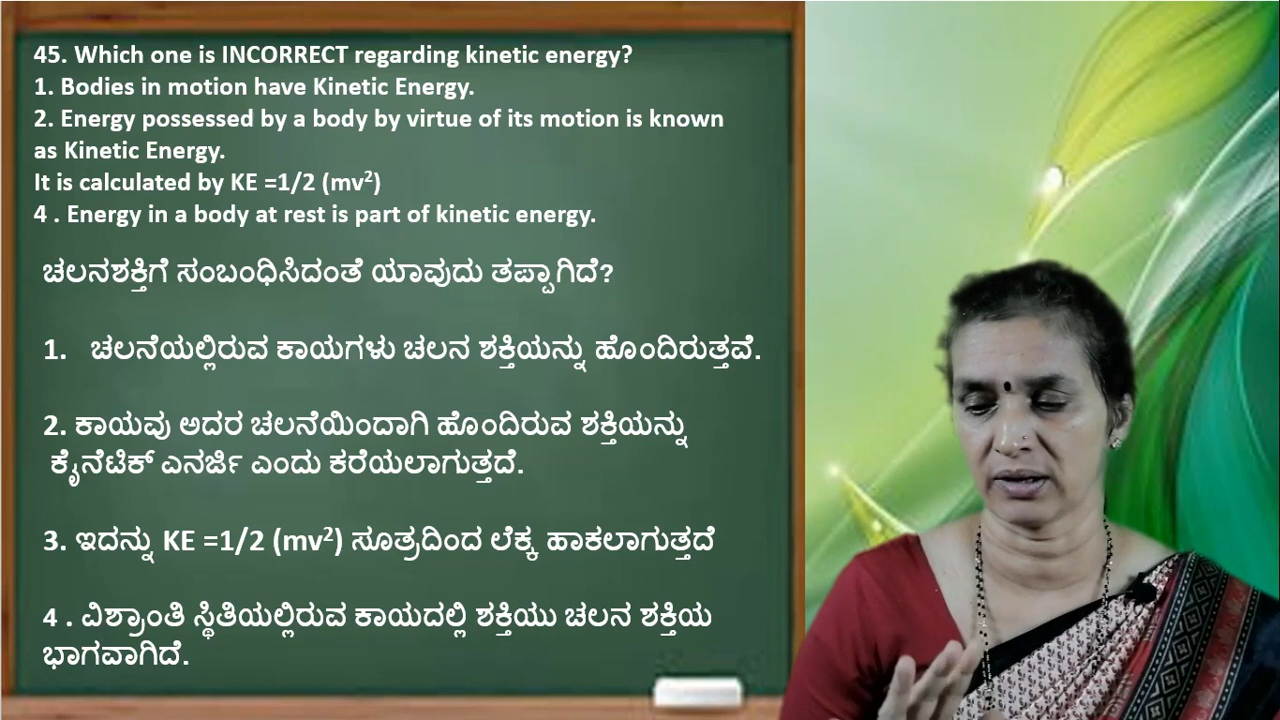 45. Which one is INCORRECT regarding kinetic energy?
1. Bodies in motion have Kinetic Energy.
2. Energy possessed by a body by virtue of its motion is known
as Kinetic Energy.
It is calculated by KE =1/2 (mv²)
4 . Energy in a body at rest is part of kinetic energy.
ಚಲನಶಕ್ತಿಗೆ ಸಂಬಂಧಿಸಿದಂತೆ ಯಾವುದು ತಪ್ಪಾಗಿದೆ?
1. ಚಲನೆಯಲ್ಲಿರುವ ಕಾಯಗಳು ಚಲನ ಶಕ್ತಿಯನ್ನು ಹೊಂದಿರುತ್ತವೆ.
2. ಕಾಯವು ಅದರ ಚಲನೆಯಿಂದಾಗಿ ಹೊಂದಿರುವ ಶಕ್ತಿಯನ್ನು
ಕೈನೆಟಿಕ್ ಎನರ್ಜಿ ಎಂದು ಕರೆಯಲಾಗುತ್ತದೆ.
3. ಇದನ್ನು KE =1/2 (mv²) ಸೂತ್ರದಿಂದ ಲೆಕ್ಕ ಹಾಕಲಾಗುತ್ತದೆ
4 . ವಿಶ್ರಾಂತಿ ಸ್ಥಿತಿಯಲ್ಲಿರುವ ಕಾಯದಲ್ಲಿ ಶಕ್ತಿಯು ಚಲನ ಶಕ್ತಿಯ
ಭಾಗವಾಗಿದೆ.